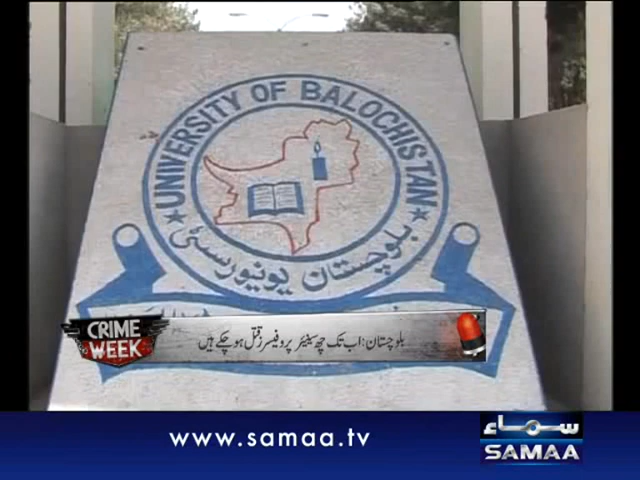 UNIVERSITY OF BALOCHISTAN
بلوچستان یونیورسٹی
CRIME WEEK
بلوچستان: اب تک چھ سینئر پروفیسرز قتل ہو چکے ہیں
www.samaa.tv
سماء
SAMAA